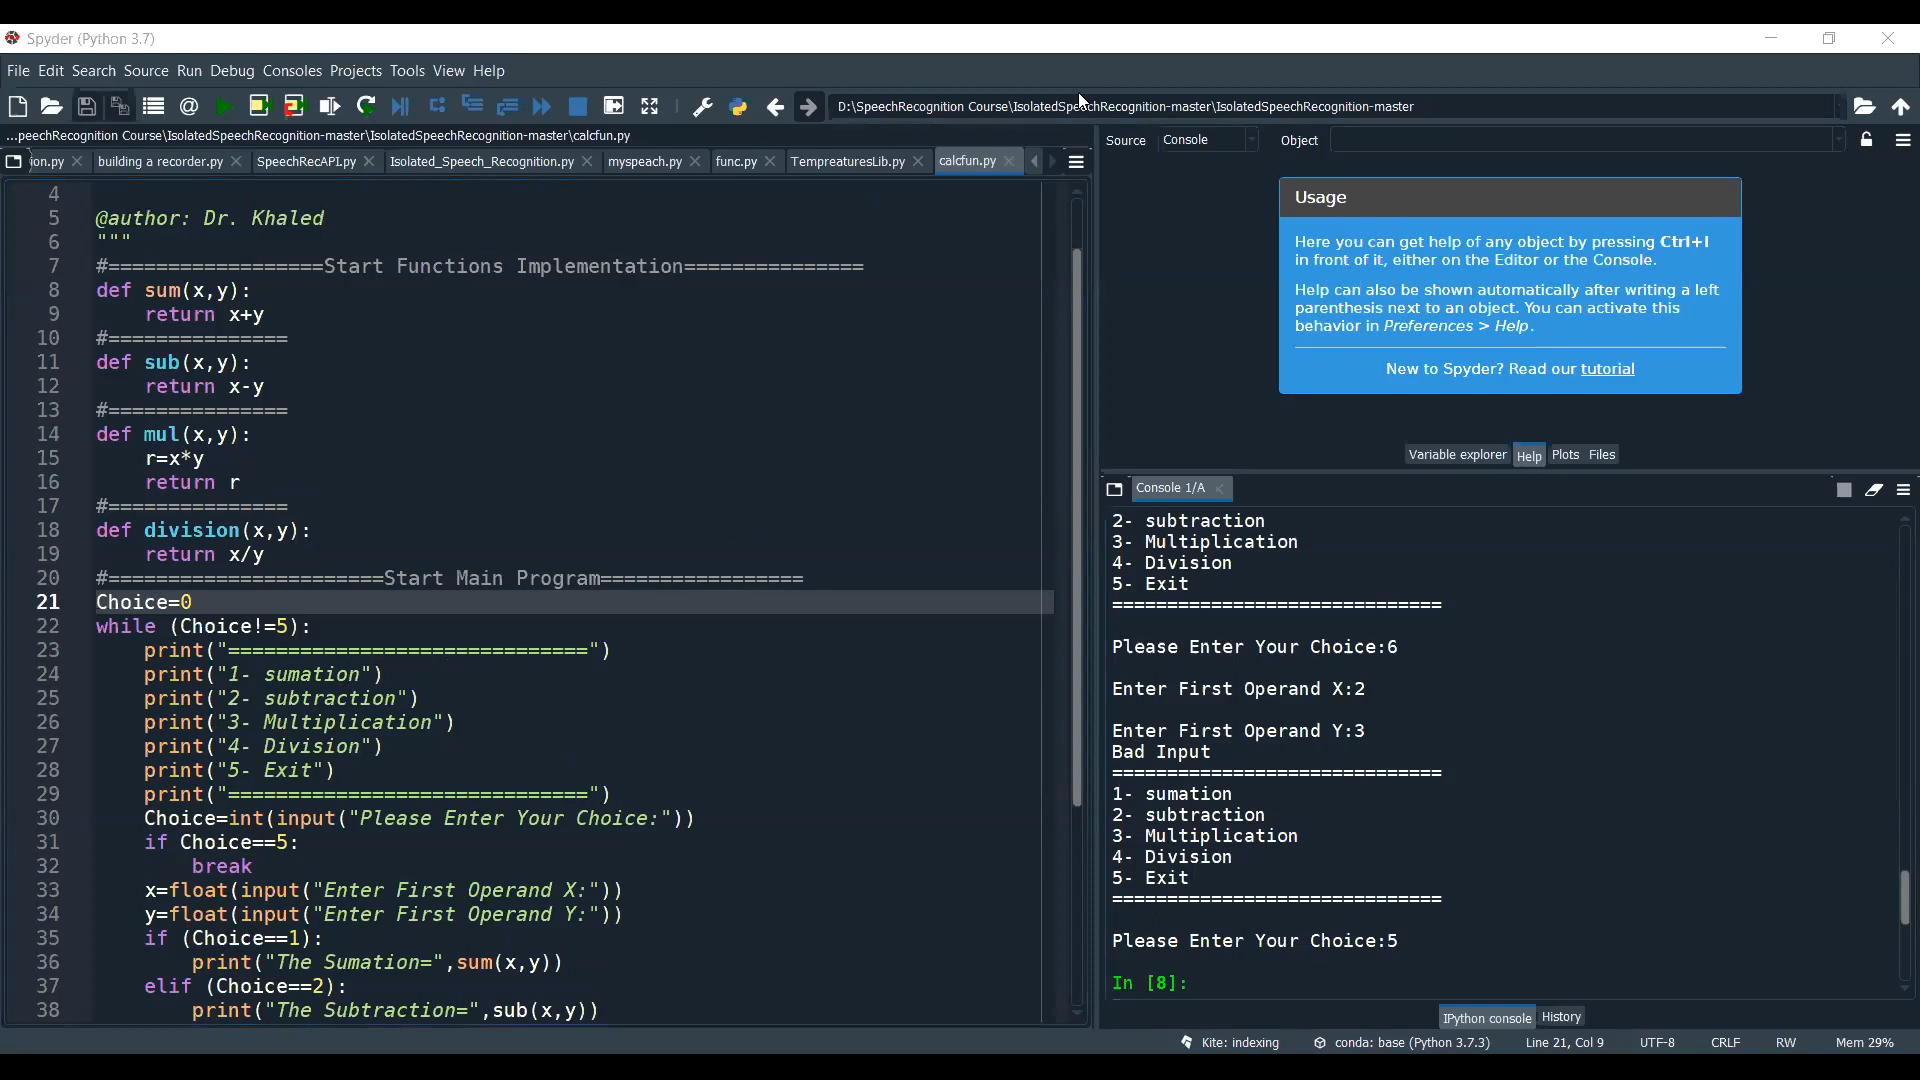 Spyder (Python 3.7)
File Edit Search Source Run Debug Consoles Projects Tools View Help
D:\SpeechRecognition Course\IsolatedSpeechRecognition-master\IsolatedSpeechRecognition-master
...peechRecognition Course\IsolatedSpeechRecognition-master\IsolatedSpeechRecognition-master\calcfun.py
ion.py building a recorder.py SpeechRecAPI.py Isolated_Speech_Recognition.py myspeach.py func.py TempreaturesLib.py calcfun.py
4
5 @author: Dr. Khaled
6 """
7 #==================Start Functions Implementation===============
8 def sum(x,y):
9 return x+y
10 #===============
11 def sub(x,y):
12 return x-y
13 #===============
14 def mul(x,y):
15 r=x*y
16 return r
17 #===============
18 def division(x,y):
19 return x/y
20 #=======================Start Main Program=================
21 Choice=0
22 while (Choice!=5):
23 print("==============================")
24 print("1- sumation")
25 print("2- subtraction")
26 print("3- Multiplication")
27 print("4- Division")
28 print("5- Exit")
29 print("==============================")
30 Choice=int(input("Please Enter Your Choice:"))
31 if Choice==5:
32 break
33 x=float(input("Enter First Operand X:"))
34 y=float(input("Enter First Operand Y:"))
35 if (Choice==1):
36 print("The Sumation=",sum(x,y))
37 elif (Choice==2):
38 print("The Subtraction=",sub(x,y))
Source Console Object
Usage
Here you can get help of any object by pressing Ctrl+I
in front of it, either on the Editor or the Console.
Help can also be shown automatically after writing a left
parenthesis next to an object. You can activate this
behavior in Preferences > Help.
New to Spyder? Read our tutorial
Variable explorer Help Plots Files
Console 1/A
2- subtraction
3- Multiplication
4- Division
5- Exit
==============================
Please Enter Your Choice:6
Enter First Operand X:2
Enter First Operand Y:3
Bad Input
==============================
1- sumation
2- subtraction
3- Multiplication
4- Division
5- Exit
==============================
Please Enter Your Choice:5
In [8]:
IPython console History
Kite: indexing conda: base (Python 3.7.3) Line 21, Col 9 UTF-8 CRLF RW Mem 29%